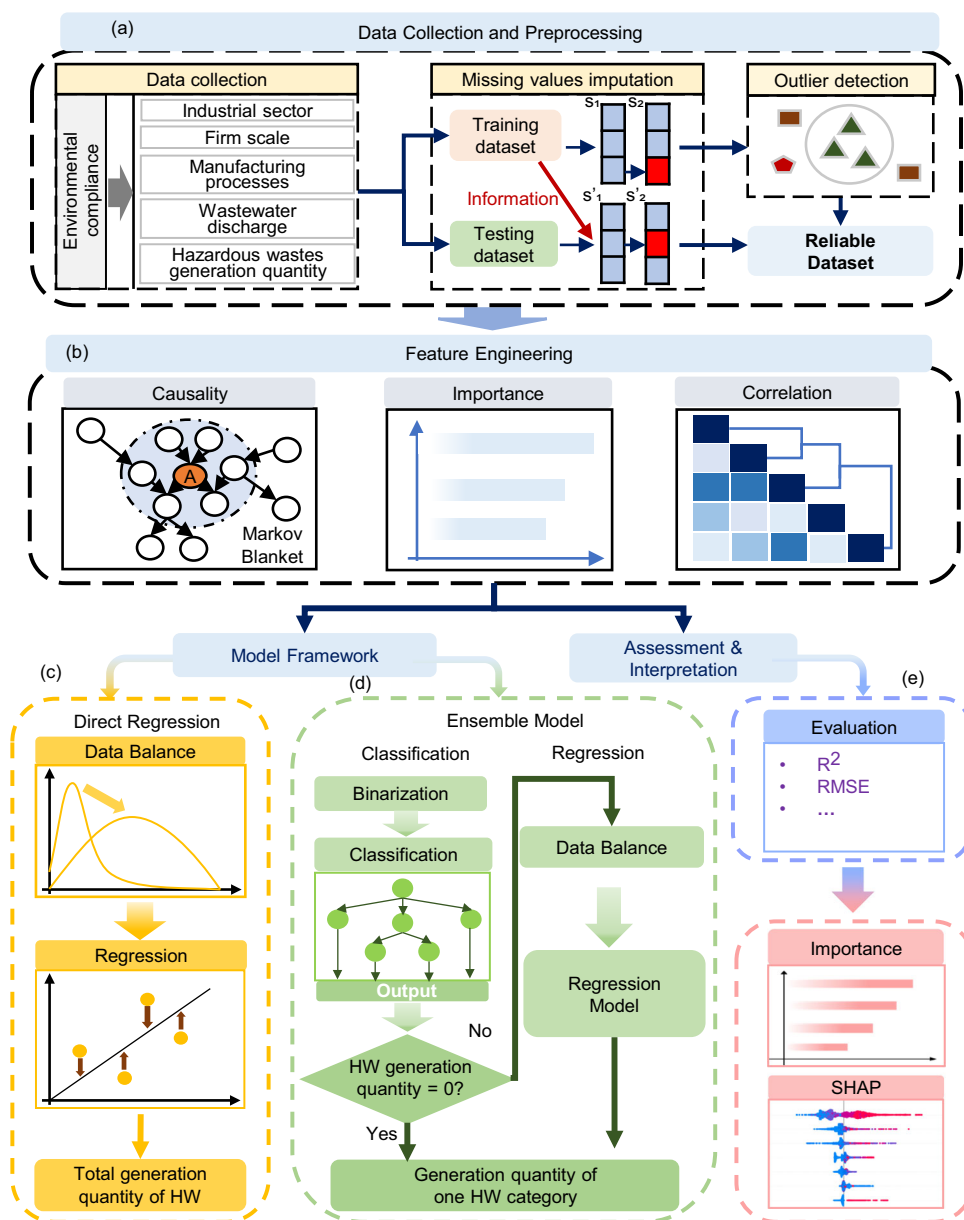 (a)
Data Collection and Preprocessing
Data collection
Environmental
compliance
Industrial sector
Firm scale
Manufacturing
processes
Wastewater
discharge
Hazardous wastes
generation quantity
Missing values imputation
Training
dataset
S₁
S₂
Information
S'₁
S'₂
Testing
dataset
Outlier detection
Reliable
Dataset
(b)
Feature Engineering
Causality
A
Markov
Blanket
Importance
Correlation
Model Framework
Assessment &
Interpretation
(c)
Direct Regression
Data Balance
Regression
Total generation
quantity of HW
(d)
Ensemble Model
Classification
Regression
Binarization
Classification
Output
HW generation
quantity = 0?
No
Yes
Data Balance
Regression
Model
Generation quantity of
one HW category
(e)
Evaluation
• R²
• RMSE
• ...
Importance
SHAP